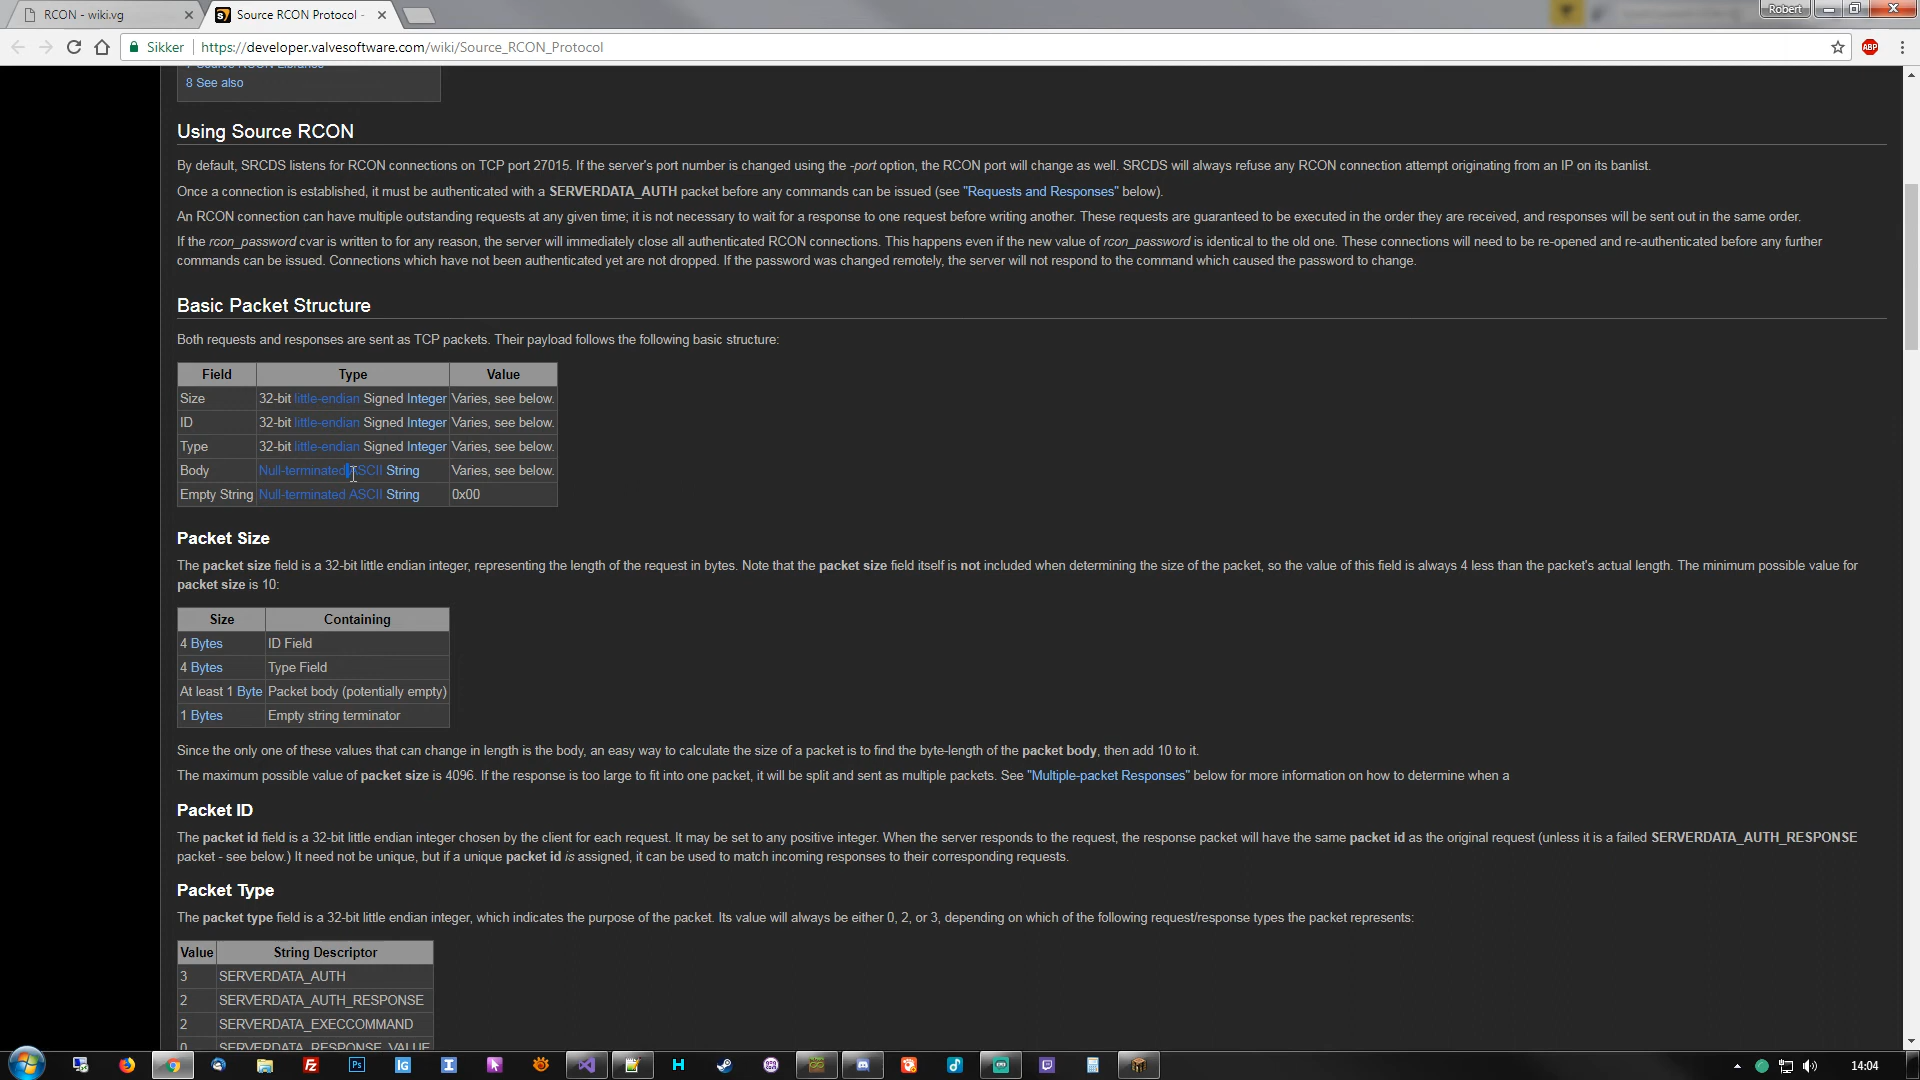 RCON - wiki.vg
Source RCON Protocol -
Robert
Sikker
https://developer.valvesoftware.com/wiki/Source_RCON_Protocol
ABP
8 See also
Using Source RCON
By default, SRCDS listens for RCON connections on TCP port 27015. If the server's port number is changed using the -port option, the RCON port will change as well. SRCDS will always refuse any RCON connection attempt originating from an IP on its banlist.
Once a connection is established, it must be authenticated with a SERVERDATA_AUTH packet before any commands can be issued (see "Requests and Responses" below).
An RCON connection can have multiple outstanding requests at any given time; it is not necessary to wait for a response to one request before writing another. These requests are guaranteed to be executed in the order they are received, and responses will be sent out in the same order.
If the rcon_password cvar is written to for any reason, the server will immediately close all authenticated RCON connections. This happens even if the new value of rcon_password is identical to the old one. These connections will need to be re-opened and re-authenticated before any further
commands can be issued. Connections which have not been authenticated yet are not dropped. If the password was changed remotely, the server will not respond to the command which caused the password to change.
Basic Packet Structure
Both requests and responses are sent as TCP packets. Their payload follows the following basic structure:
Field Type Value
Size 32-bit little-endian Signed Integer Varies, see below.
ID 32-bit little-endian Signed Integer Varies, see below.
Type 32-bit little-endian Signed Integer Varies, see below.
Body Null-terminated ASCII String Varies, see below.
Empty String Null-terminated ASCII String 0x00
Packet Size
The packet size field is a 32-bit little endian integer, representing the length of the request in bytes. Note that the packet size field itself is not included when determining the size of the packet, so the value of this field is always 4 less than the packet's actual length. The minimum possible value for
packet size is 10:
Size Containing
4 Bytes ID Field
4 Bytes Type Field
At least 1 Byte Packet body (potentially empty)
1 Bytes Empty string terminator
Since the only one of these values that can change in length is the body, an easy way to calculate the size of a packet is to find the byte-length of the packet body, then add 10 to it.
The maximum possible value of packet size is 4096. If the response is too large to fit into one packet, it will be split and sent as multiple packets. See "Multiple-packet Responses" below for more information on how to determine when a
Packet ID
The packet id field is a 32-bit little endian integer chosen by the client for each request. It may be set to any positive integer. When the server responds to the request, the response packet will have the same packet id as the original request (unless it is a failed SERVERDATA_AUTH_RESPONSE
packet - see below.) It need not be unique, but if a unique packet id is assigned, it can be used to match incoming responses to their corresponding requests.
Packet Type
The packet type field is a 32-bit little endian integer, which indicates the purpose of the packet. Its value will always be either 0, 2, or 3, depending on which of the following request/response types the packet represents:
Value String Descriptor
3 SERVERDATA_AUTH
2 SERVERDATA_AUTH_RESPONSE
2 SERVERDATA_EXECCOMMAND
0 SERVERDATA_RESPONSE_VALUE
14:04